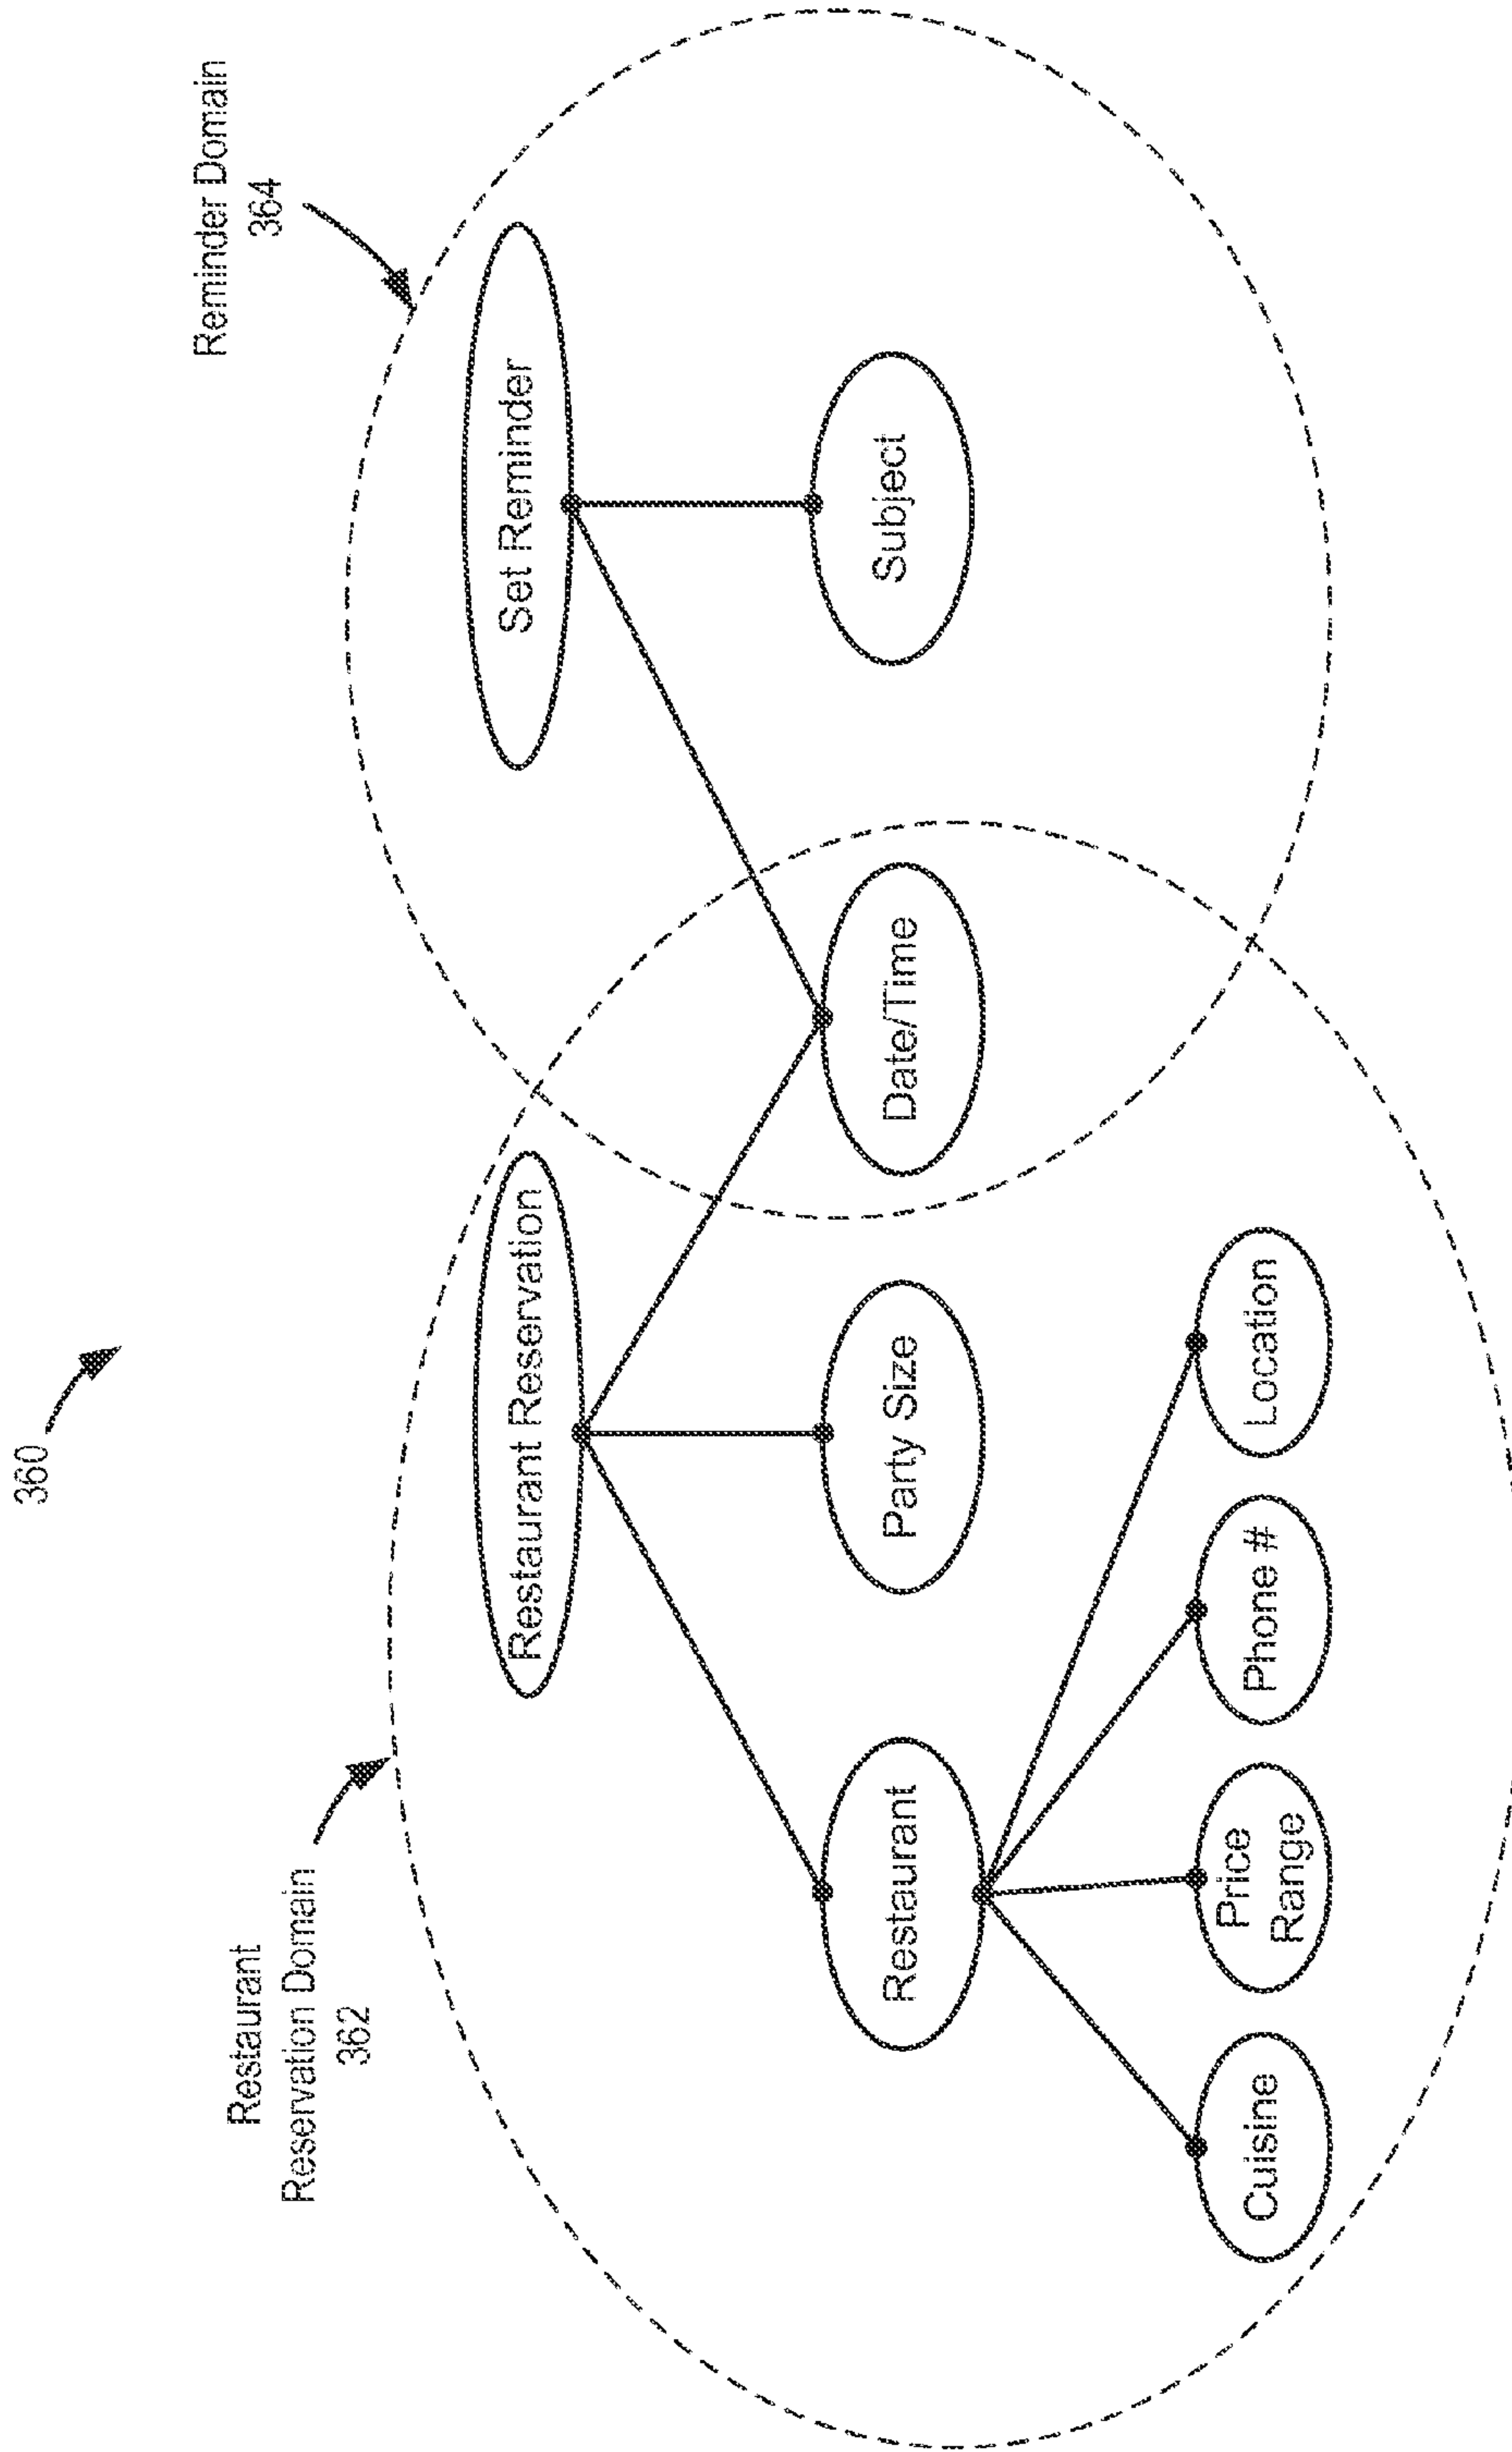 360
Restaurant
Reservation Domain
362
Reminder Domain
364
Restaurant Reservation
Set Reminder
Restaurant
Party Size
Date/Time
Subject
Cuisine
Price
Range
Phone #
Location